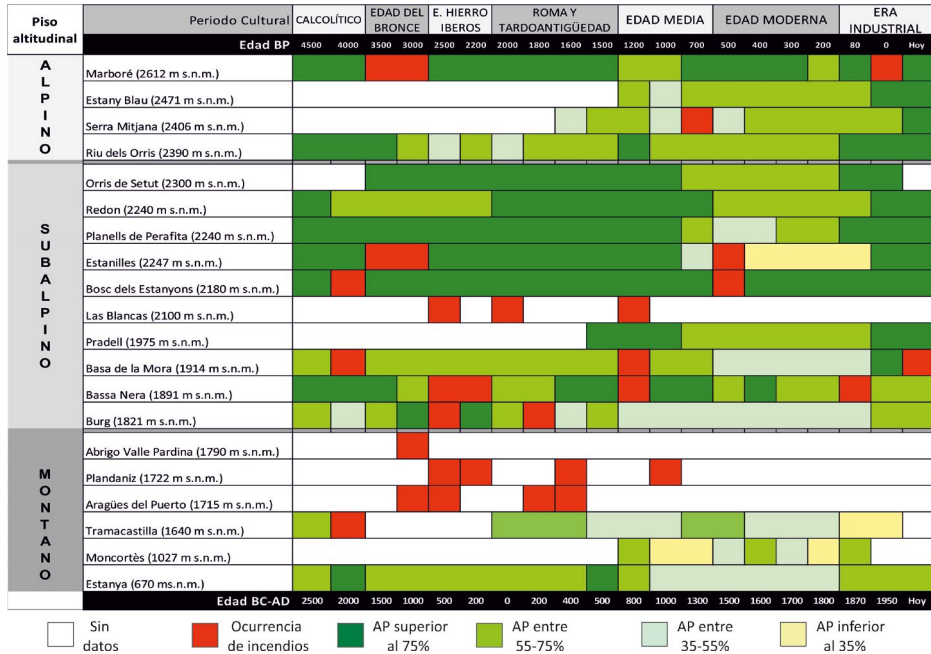 Piso altitudinal
Periodo Cultural
CALCOLÍTICO
EDAD DEL BRONCE
E. HIERRO IBEROS
ROMA Y TARDOANTIGÜEDAD
EDAD MEDIA
EDAD MODERNA
ERA INDUSTRIAL
Edad BP 4500 4000 3500 3000 2500 2200 2000 1800 1600 1500 1200 1000 700 500 400 300 200 80 0 Hoy
ALPINO
Marboré (2612 m s.n.m.)
Estany Blau (2471 m s.n.m.)
Serra Mitjana (2406 m s.n.m.)
Riu dels Orris (2390 m s.n.m.)
SUBALPINO
Orris de Setut (2300 m s.n.m.)
Redon (2240 m s.n.m.)
Planells de Perafita (2240 m s.n.m.)
Estanilles (2247 m s.n.m.)
Bosc dels Estanyons (2180 m s.n.m.)
Las Blancas (2100 m s.n.m.)
Pradell (1975 m s.n.m.)
Basa de la Mora (1914 m s.n.m.)
Bassa Nera (1891 m s.n.m.)
Burg (1821 m s.n.m.)
MONTANO
Abrigo Valle Pardina (1790 m s.n.m.)
Plandaniz (1722 m s.n.m.)
Aragües del Puerto (1715 m s.n.m.)
Tramacastilla (1640 m s.n.m.)
Moncortès (1027 m s.n.m.)
Estanya (670 ms.n.m.)
Edad BC-AD 2500 2000 1500 1000 500 200 0 200 400 500 800 1000 1300 1500 1600 1700 1800 1870 1950 Hoy
Sin datos
Ocurrencia de incendios
AP superior al 75%
AP entre 55-75%
AP entre 35-55%
AP inferior al 35%